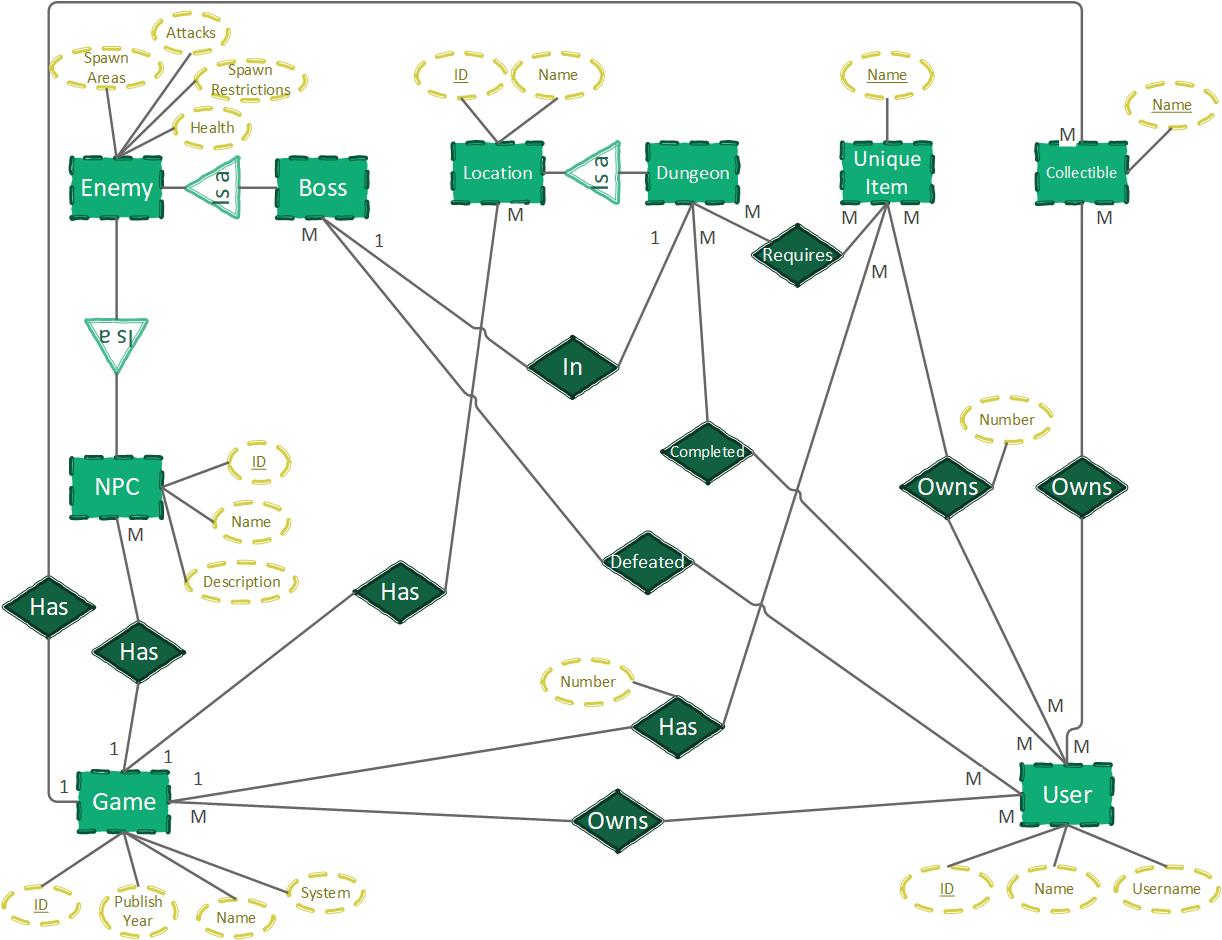 Attacks
Spawn
Areas
Spawn
Restrictions
Health
ID
Name
Name
Name
M
Enemy
Is a
Boss
Location
Is a
Dungeon
Unique
Item
Collectible
M
1
M
1
M
M
Requires
M
M
M
M
Is a
In
Number
Completed
NPC
ID
Name
Description
M
Owns
Owns
Defeated
Has
Has
Has
Number
Has
M
M
M
1
1
1
1
M
M
M
Game
Owns
User
ID
Publish
Year
Name
System
ID
Name
Username